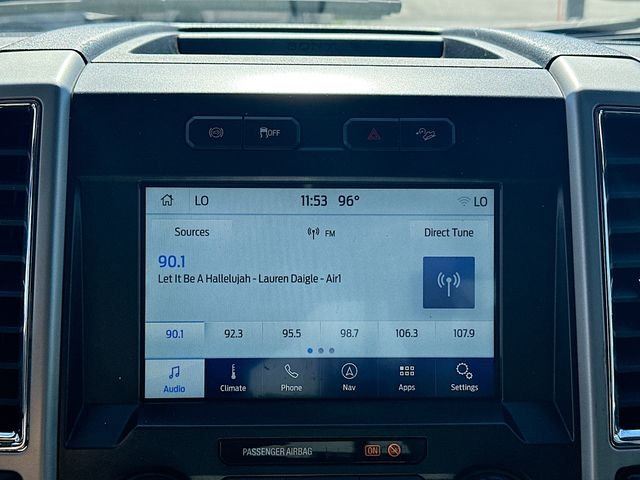 OFF
LO 11:53 96° LO
Sources FM Direct Tune
90.1
Let It Be A Hallelujah - Lauren Daigle - Air1
90.1 92.3 95.5 98.7 106.3 107.9
Audio Climate Phone Nav Apps Settings
PASSENGER AIRBAG ON